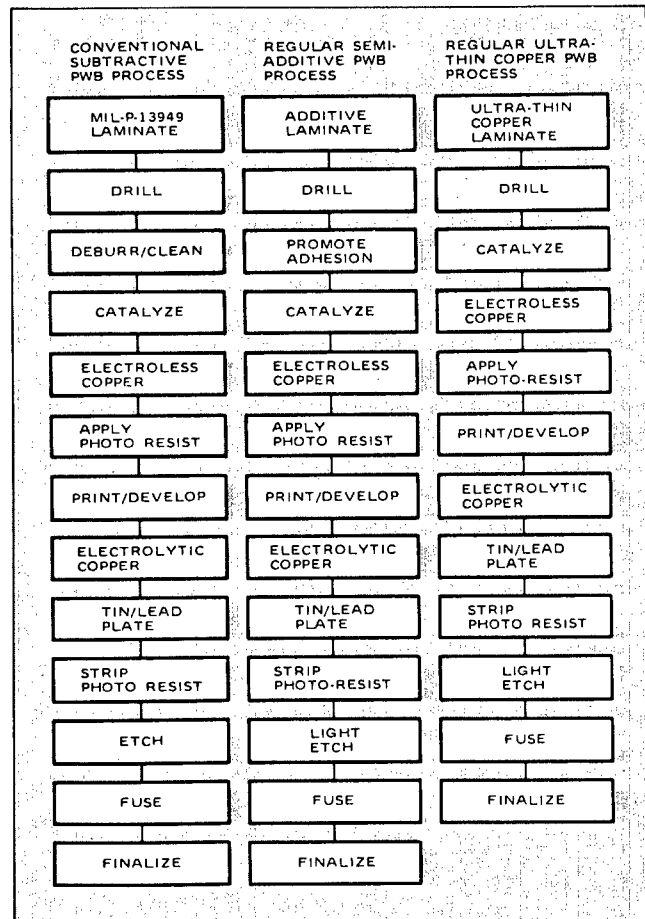 CONVENTIONAL
SUBTRACTIVE
PWB PROCESS
MIL-P-13949
LAMINATE
DRILL
DEBURR/CLEAN
CATALYZE
ELECTROLESS
COPPER
APPLY
PHOTO RESIST
PRINT/DEVELOP
ELECTROLYTIC
COPPER
TIN/LEAD
PLATE
STRIP
PHOTO RESIST
ETCH
FUSE
FINALIZE
REGULAR SEMI-
ADDITIVE PWB
PROCESS
ADDITIVE
LAMINATE
DRILL
PROMOTE
ADHESION
CATALYZE
ELECTROLESS
COPPER
APPLY
PHOTO RESIST
PRINT/DEVELOP
ELECTROLYTIC
COPPER
TIN/LEAD
PLATE
STRIP
PHOTO-RESIST
LIGHT
ETCH
FUSE
FINALIZE
REGULAR ULTRA-
THIN COPPER PWB
PROCESS
ULTRA-THIN
COPPER
LAMINATE
DRILL
CATALYZE
ELECTROLESS
COPPER
APPLY
PHOTO-RESIST
PRINT/DEVELOP
ELECTROLYTIC
COPPER
TIN/LEAD
PLATE
STRIP
PHOTO RESIST
LIGHT
ETCH
FUSE
FINALIZE